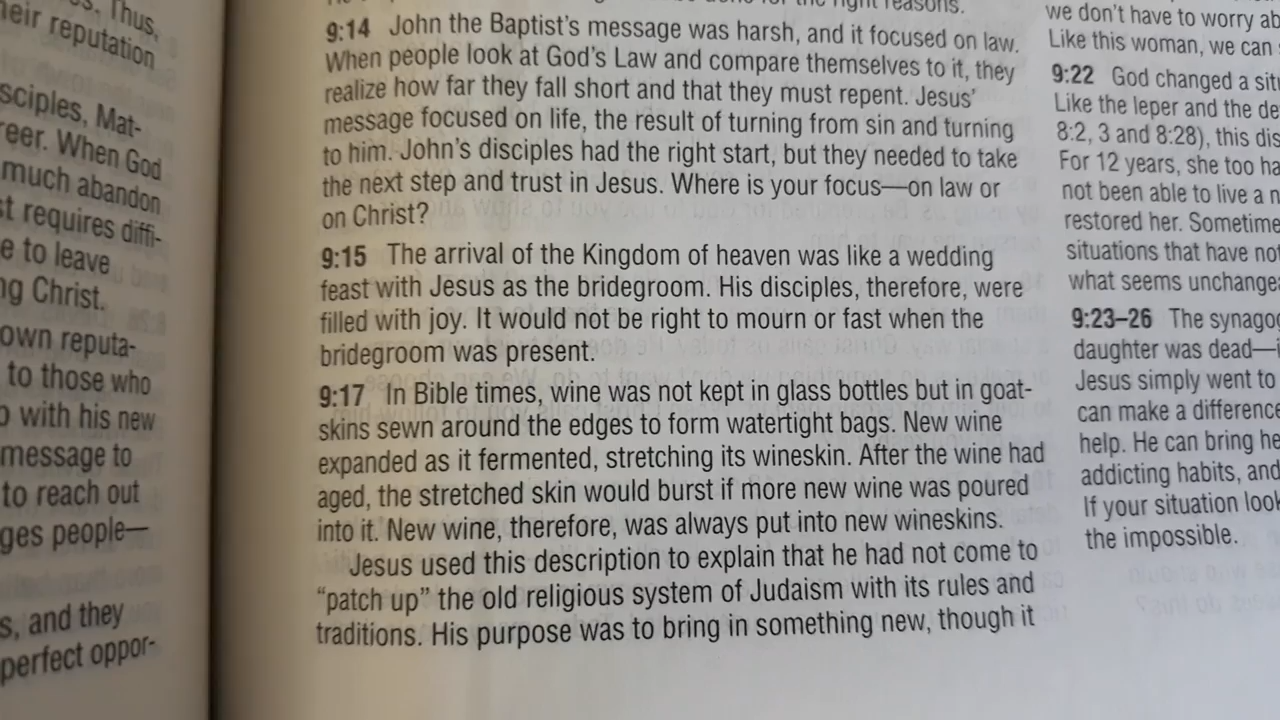 Thus,
their reputation
sciples, Mat-
reer. When God
much abandon
requires diffi-
e to leave
ng Christ.
own reputa-
to those who
with his new
message to
to reach out
ges people—
s, and they
perfect oppor-
the right reasons.
9:14 John the Baptist’s message was harsh, and it focused on law.
When people look at God’s Law and compare themselves to it, they
realize how far they fall short and that they must repent. Jesus’
message focused on life, the result of turning from sin and turning
to him. John’s disciples had the right start, but they needed to take
the next step and trust in Jesus. Where is your focus—on law or
on Christ?
9:15 The arrival of the Kingdom of heaven was like a wedding
feast with Jesus as the bridegroom. His disciples, therefore, were
filled with joy. It would not be right to mourn or fast when the
bridegroom was present.
9:17 In Bible times, wine was not kept in glass bottles but in goat-
skins sewn around the edges to form watertight bags. New wine
expanded as it fermented, stretching its wineskin. After the wine had
aged, the stretched skin would burst if more new wine was poured
into it. New wine, therefore, was always put into new wineskins.
Jesus used this description to explain that he had not come to
“patch up” the old religious system of Judaism with its rules and
traditions. His purpose was to bring in something new, though it
we don’t have to worry ab
Like this woman, we can
9:22 God changed a sit
Like the leper and the de
8:2, 3 and 8:28), this dis
For 12 years, she too ha
not been able to live a n
restored her. Sometime
situations that have no
what seems unchange
9:23–26 The synagog
daughter was dead—i
Jesus simply went to
can make a difference
help. He can bring he
addicting habits, and
If your situation look
the impossible.